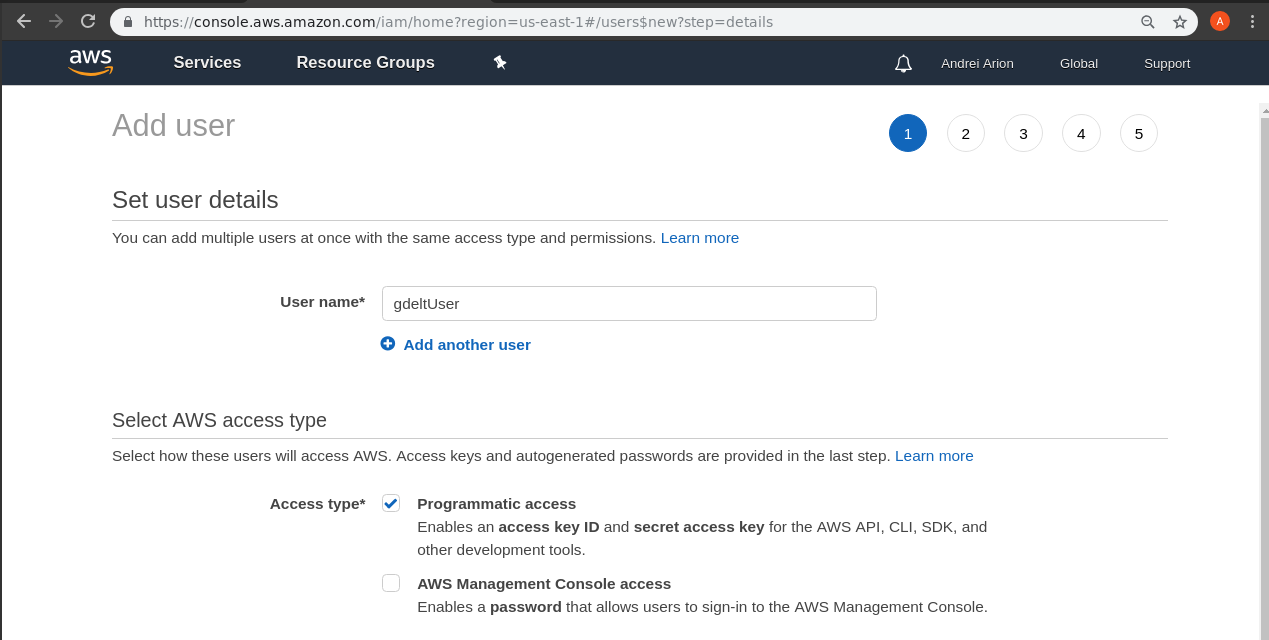 https://console.aws.amazon.com/iam/home?region=us-east-1#/users$new?step=details
A
aws
Services
Resource Groups
Andrei Arion
Global
Support
Add user
1
2
3
4
5
Set user details
You can add multiple users at once with the same access type and permissions. Learn more
User name*
gdeltUser
Add another user
Select AWS access type
Select how these users will access AWS. Access keys and autogenerated passwords are provided in the last step. Learn more
Access type*
Programmatic access
Enables an access key ID and secret access key for the AWS API, CLI, SDK, and
other development tools.
AWS Management Console access
Enables a password that allows users to sign-in to the AWS Management Console.